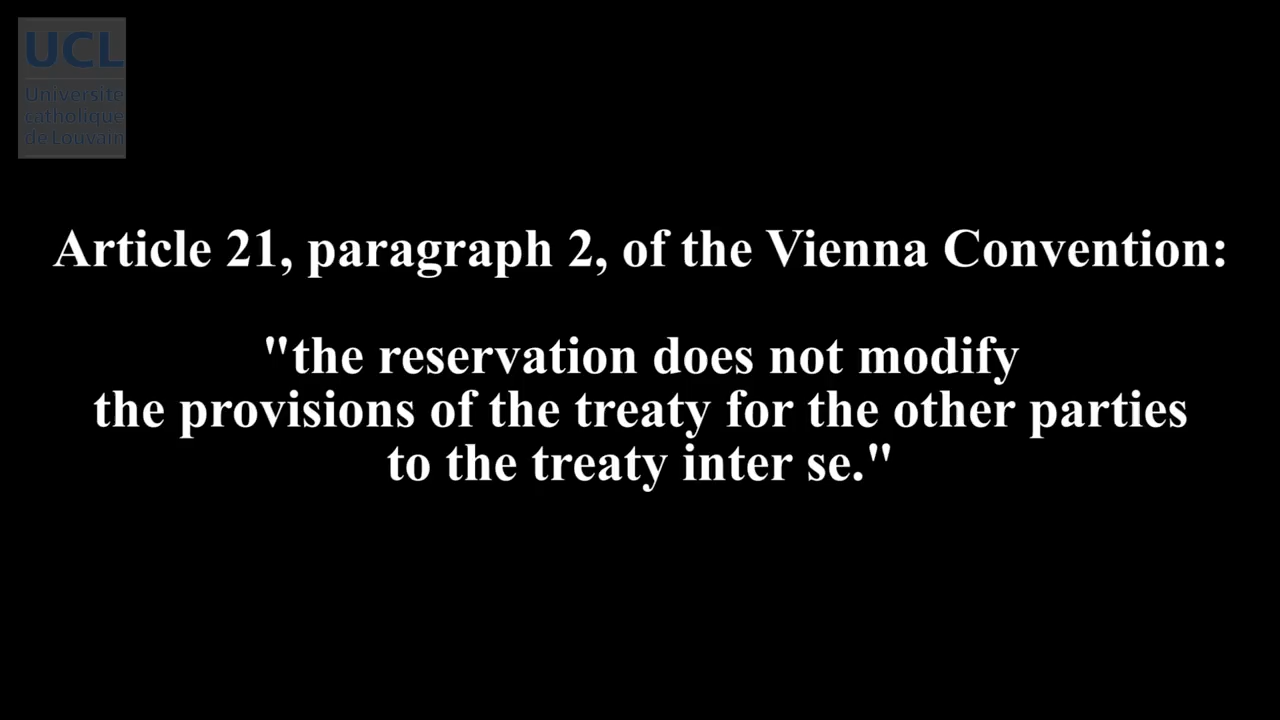 UCL
Université
catholique
de Louvain
Article 21, paragraph 2, of the Vienna Convention:
"the reservation does not modify
the provisions of the treaty for the other parties
to the treaty inter se."